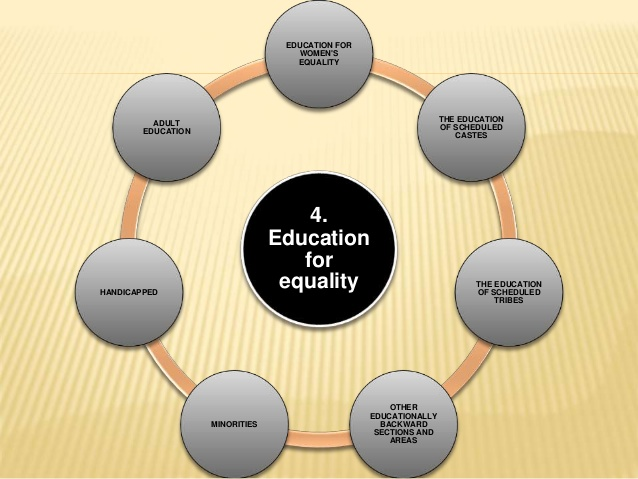 EDUCATION FOR
WOMEN'S
EQUALITY
THE EDUCATION
OF SCHEDULED
CASTES
THE EDUCATION
OF SCHEDULED
TRIBES
OTHER
EDUCATIONALLY
BACKWARD
SECTIONS AND
AREAS
MINORITIES
HANDICAPPED
ADULT
EDUCATION
4.
Education
for
equality